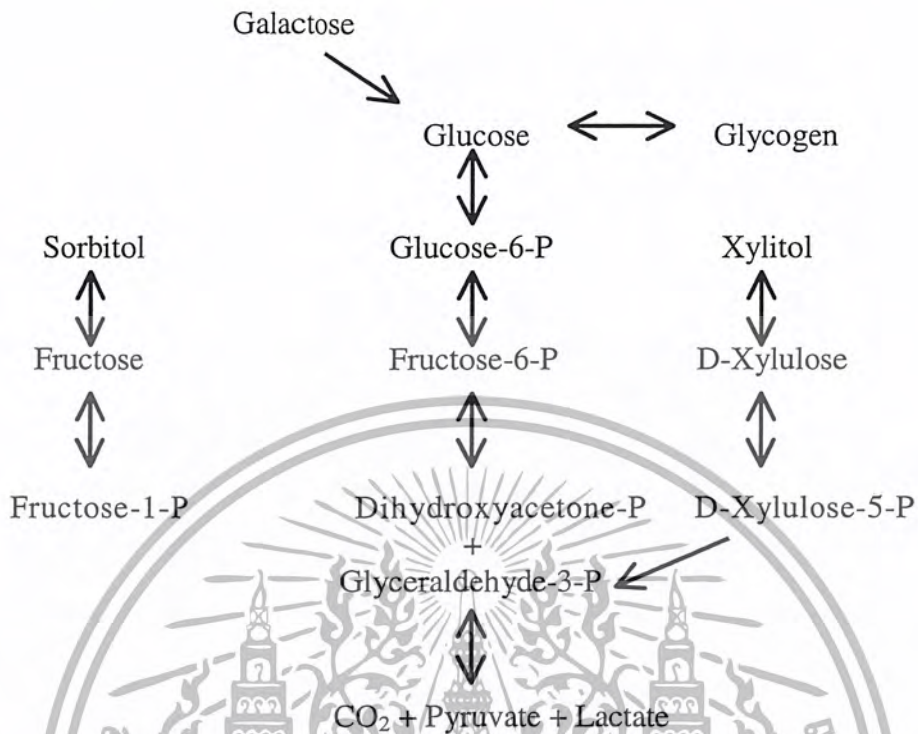 Galactose
Glucose Glycogen
Sorbitol Glucose-6-P Xylitol
Fructose Fructose-6-P D-Xylulose
Fructose-1-P Dihydroxyacetone-P D-Xylulose-5-P
+
Glyceraldehyde-3-P
CO₂ + Pyruvate + Lactate